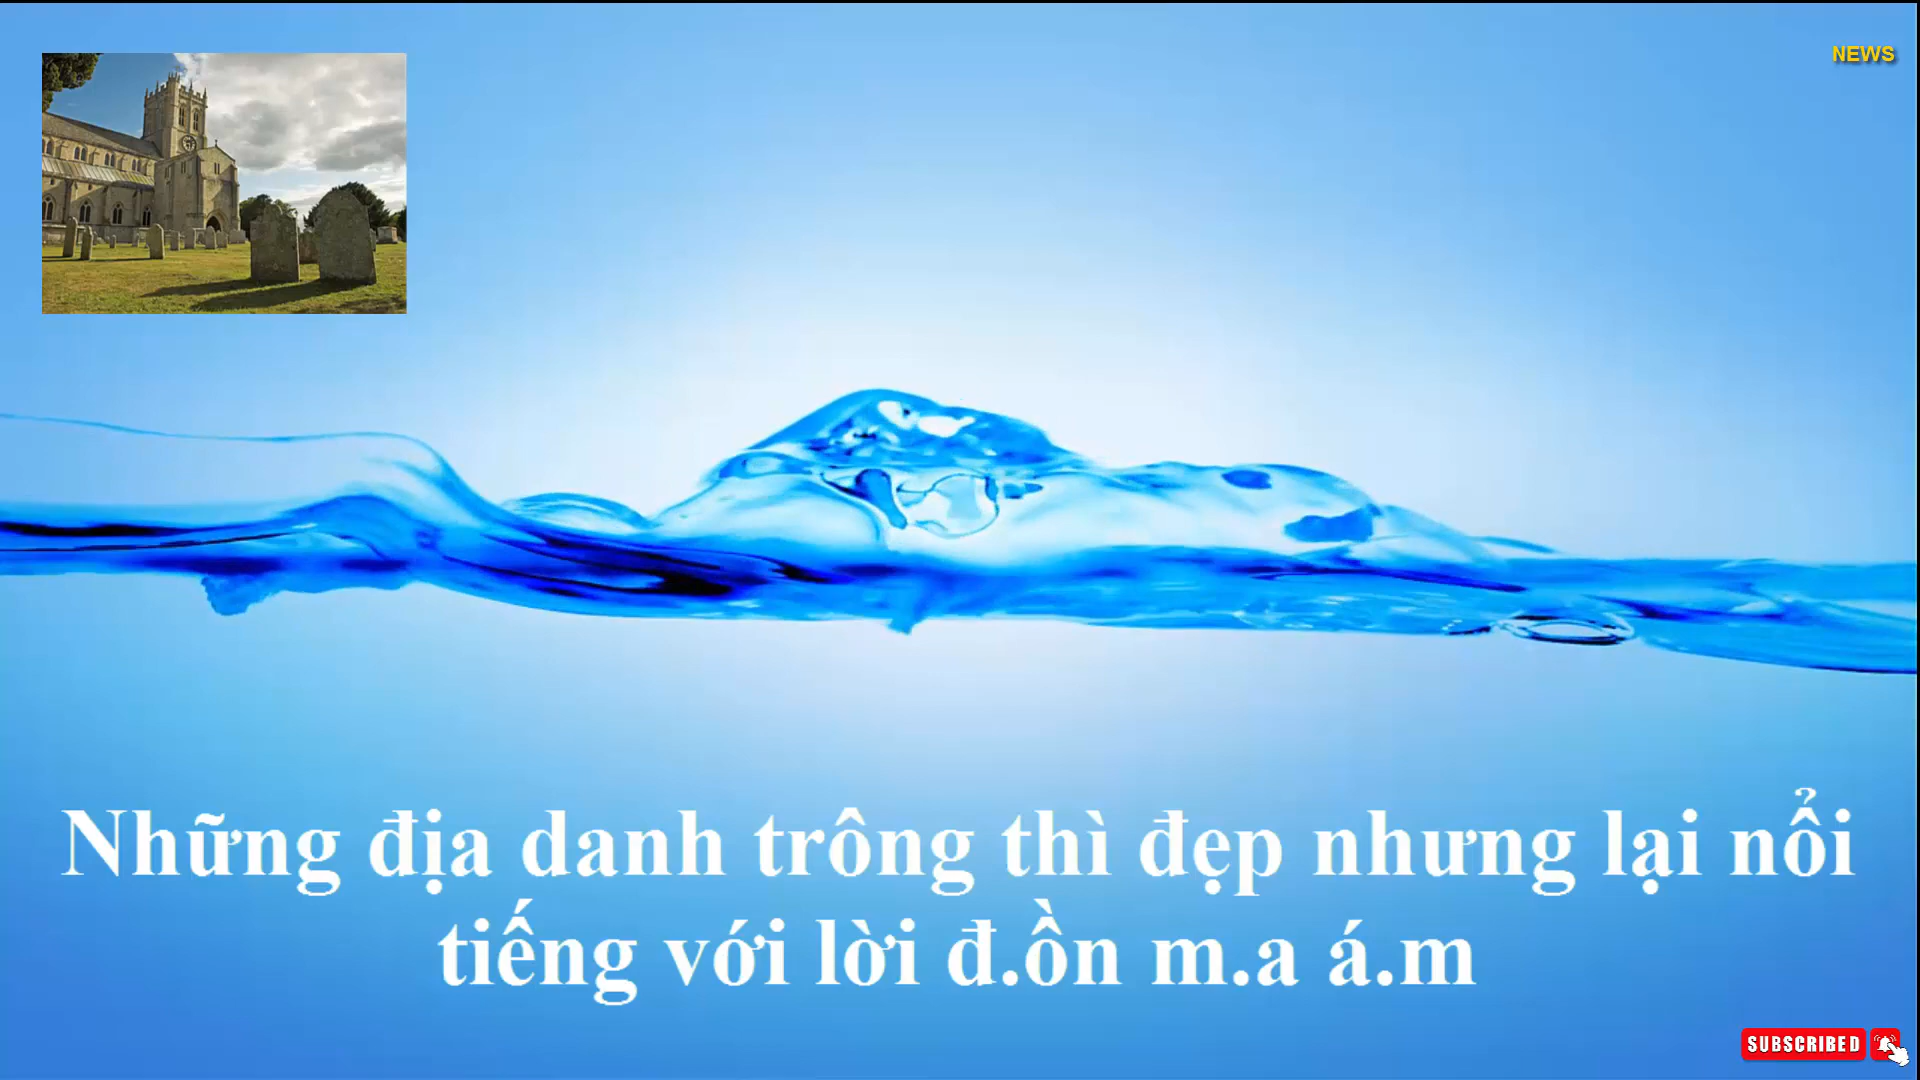 NEWS
Những địa danh trông thì đẹp nhưng lại nổi
tiếng với lời đ.ồn m.a á.m
SUBSCRIBED